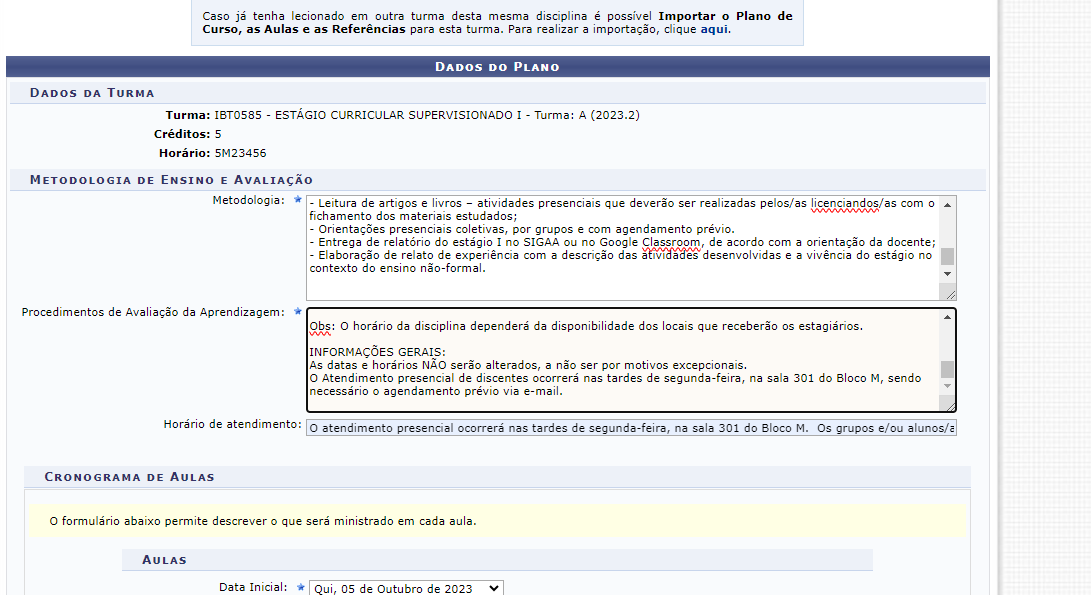 Caso já tenha lecionado em outra turma desta mesma disciplina é possível Importar o Plano de
Curso, as Aulas e as Referências para esta turma. Para realizar a importação, clique aqui.
Dados do Plano
Dados da Turma
Turma: IBT0585 - ESTÁGIO CURRICULAR SUPERVISIONADO I - Turma: A (2023.2)
Créditos: 5
Horário: 5M23456
Metodologia de Ensino e Avaliação
Metodologia:
- Leitura de artigos e livros – atividades presenciais que deverão ser realizadas pelos/as licenciandos/as com o
fichamento dos materiais estudados;
- Orientações presenciais coletivas, por grupos e com agendamento prévio.
- Entrega de relatório do estágio I no SIGAA ou no Google Classroom, de acordo com a orientação da docente;
- Elaboração de relato de experiência com a descrição das atividades desenvolvidas e a vivência do estágio no
contexto do ensino não-formal.
Procedimentos de Avaliação da Aprendizagem:
Obs: O horário da disciplina dependerá da disponibilidade dos locais que receberão os estagiários.
INFORMAÇÕES GERAIS:
As datas e horários NÃO serão alterados, a não ser por motivos excepcionais.
O Atendimento presencial de discentes ocorrerá nas tardes de segunda-feira, na sala 301 do Bloco M, sendo
necessário o agendamento prévio via e-mail.
Horário de atendimento: O atendimento presencial ocorrerá nas tardes de segunda-feira, na sala 301 do Bloco M. Os grupos e/ou alunos/a
Cronograma de Aulas
O formulário abaixo permite descrever o que será ministrado em cada aula.
Aulas
Data Inicial: Qui, 05 de Outubro de 2023